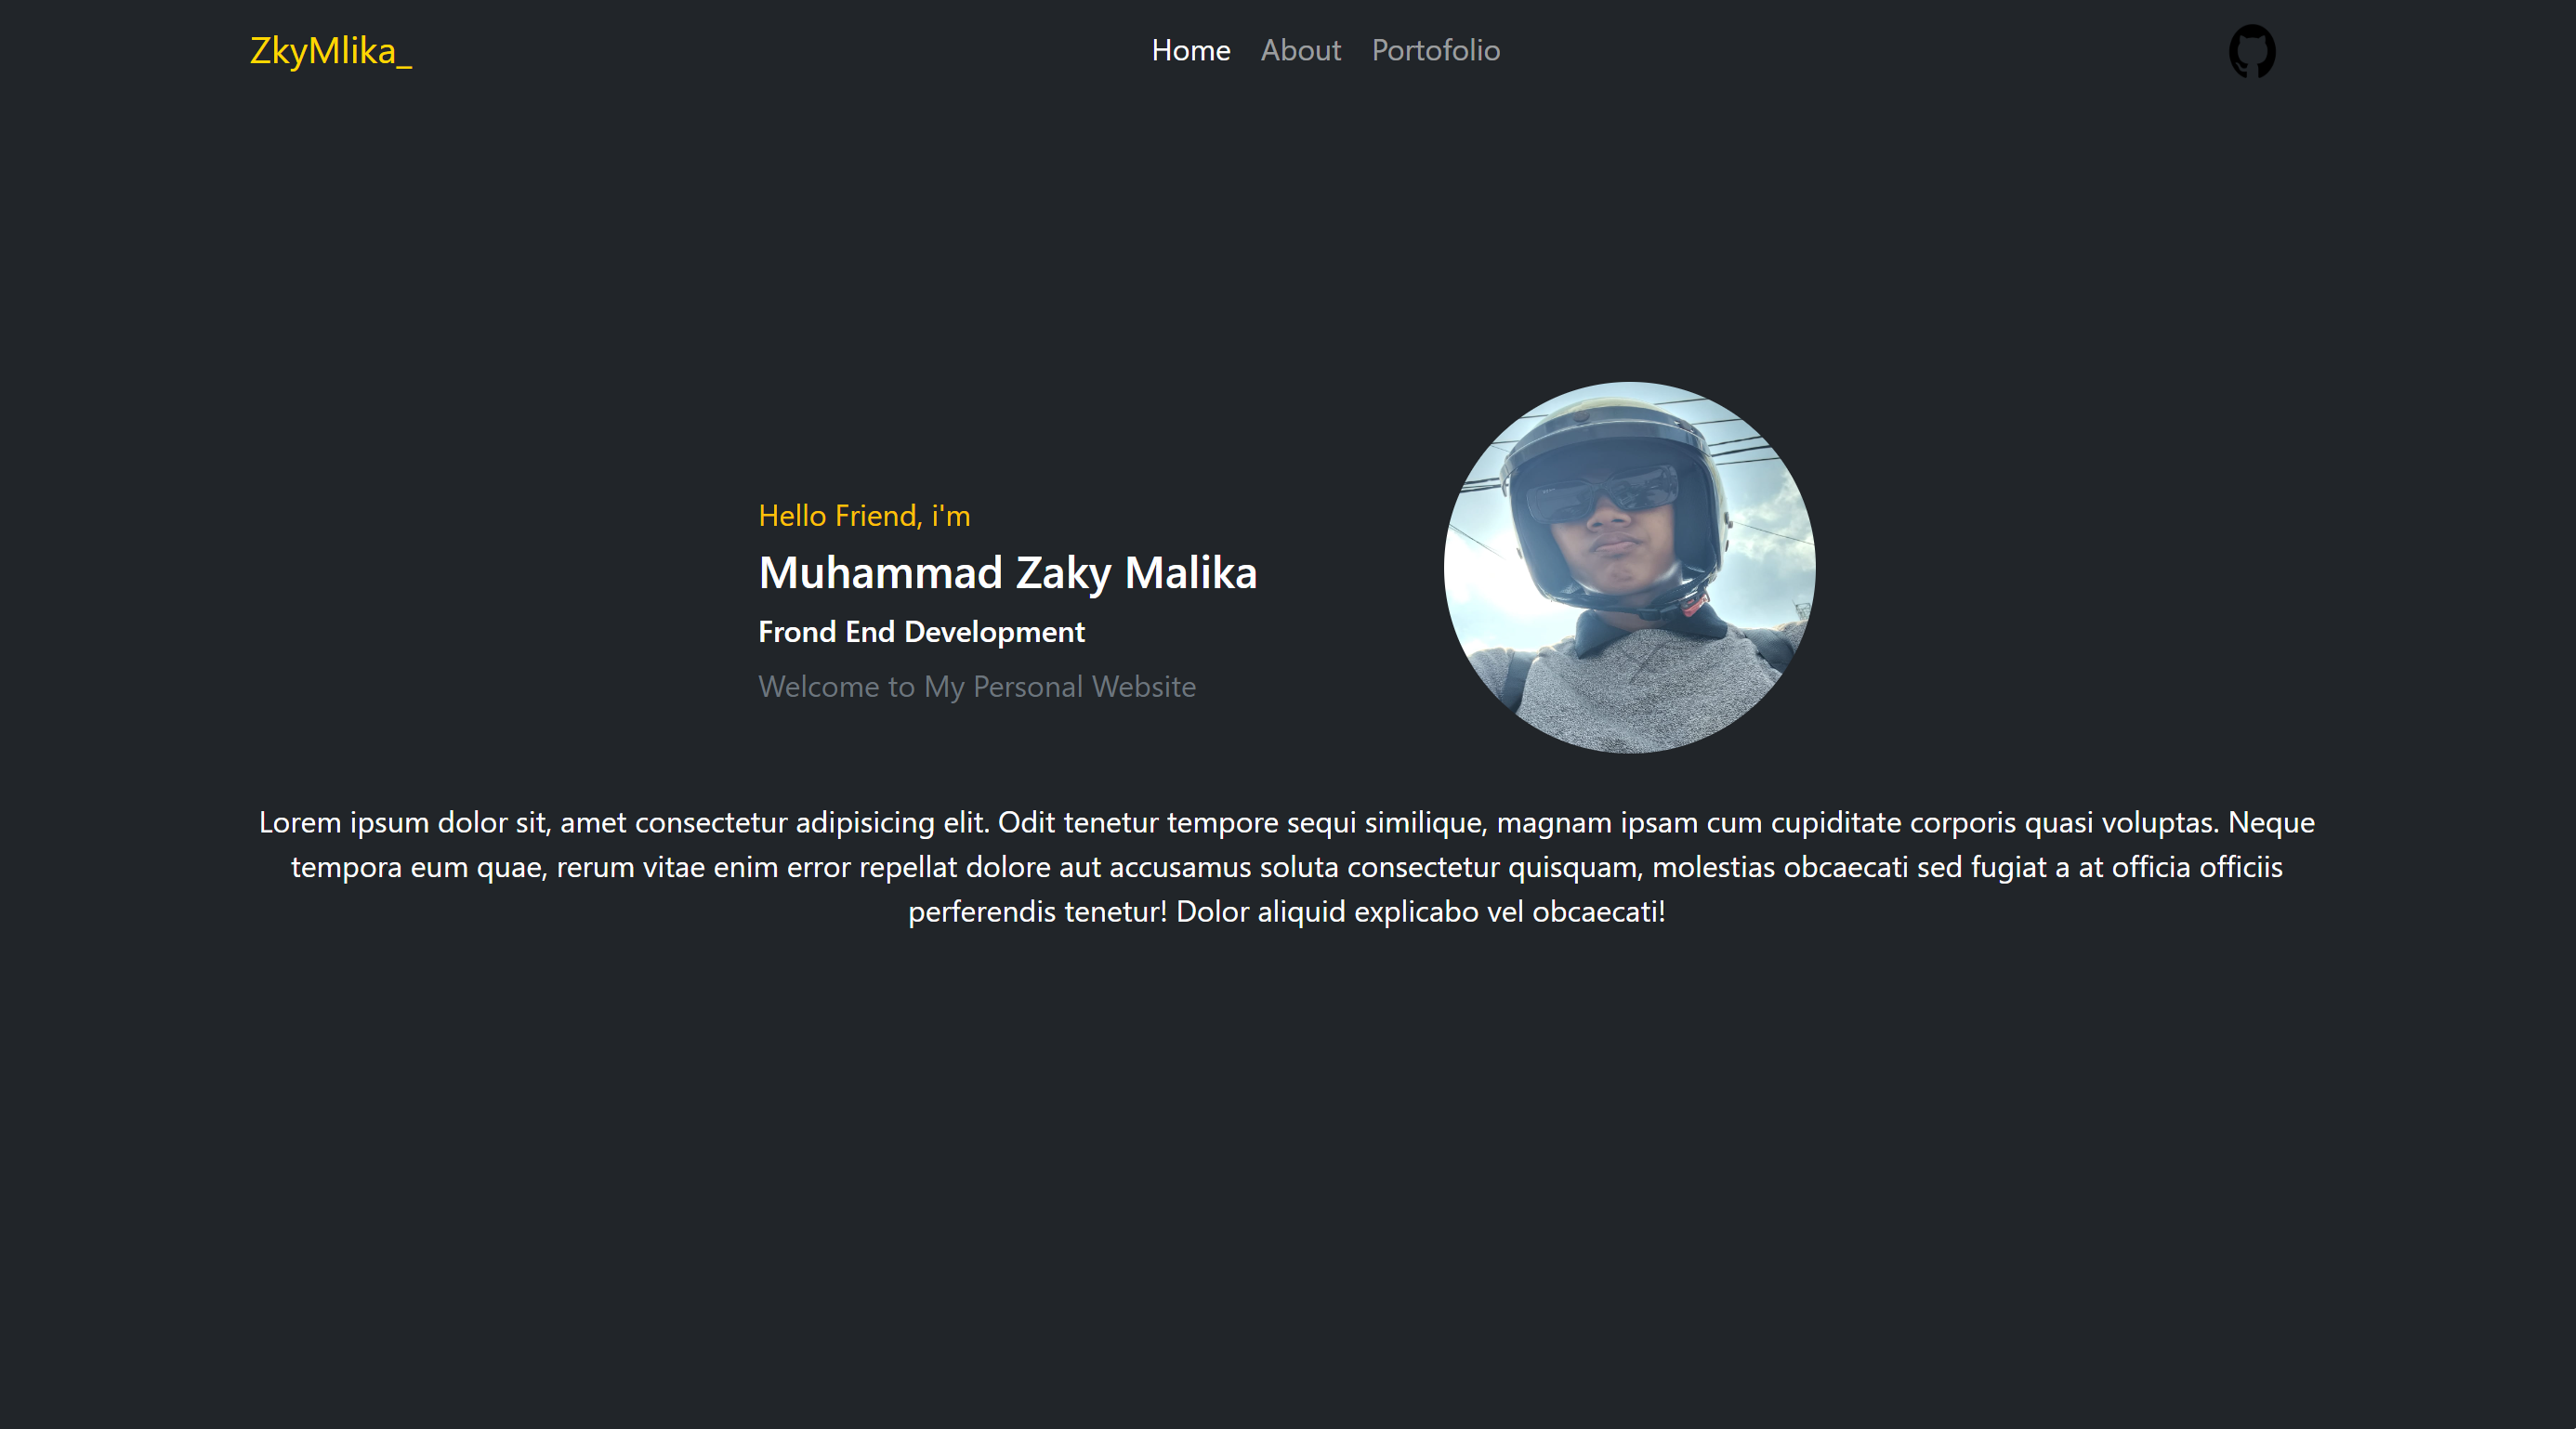 ZkyMlika_
Home About Portofolio
Hello Friend, i'm
Muhammad Zaky Malika
Frond End Development
Welcome to My Personal Website
Lorem ipsum dolor sit, amet consectetur adipisicing elit. Odit tenetur tempore sequi similique, magnam ipsam cum cupiditate corporis quasi voluptas. Neque
tempora eum quae, rerum vitae enim error repellat dolore aut accusamus soluta consectetur quisquam, molestias obcaecati sed fugiat a at officia officiis
perferendis tenetur! Dolor aliquid explicabo vel obcaecati!